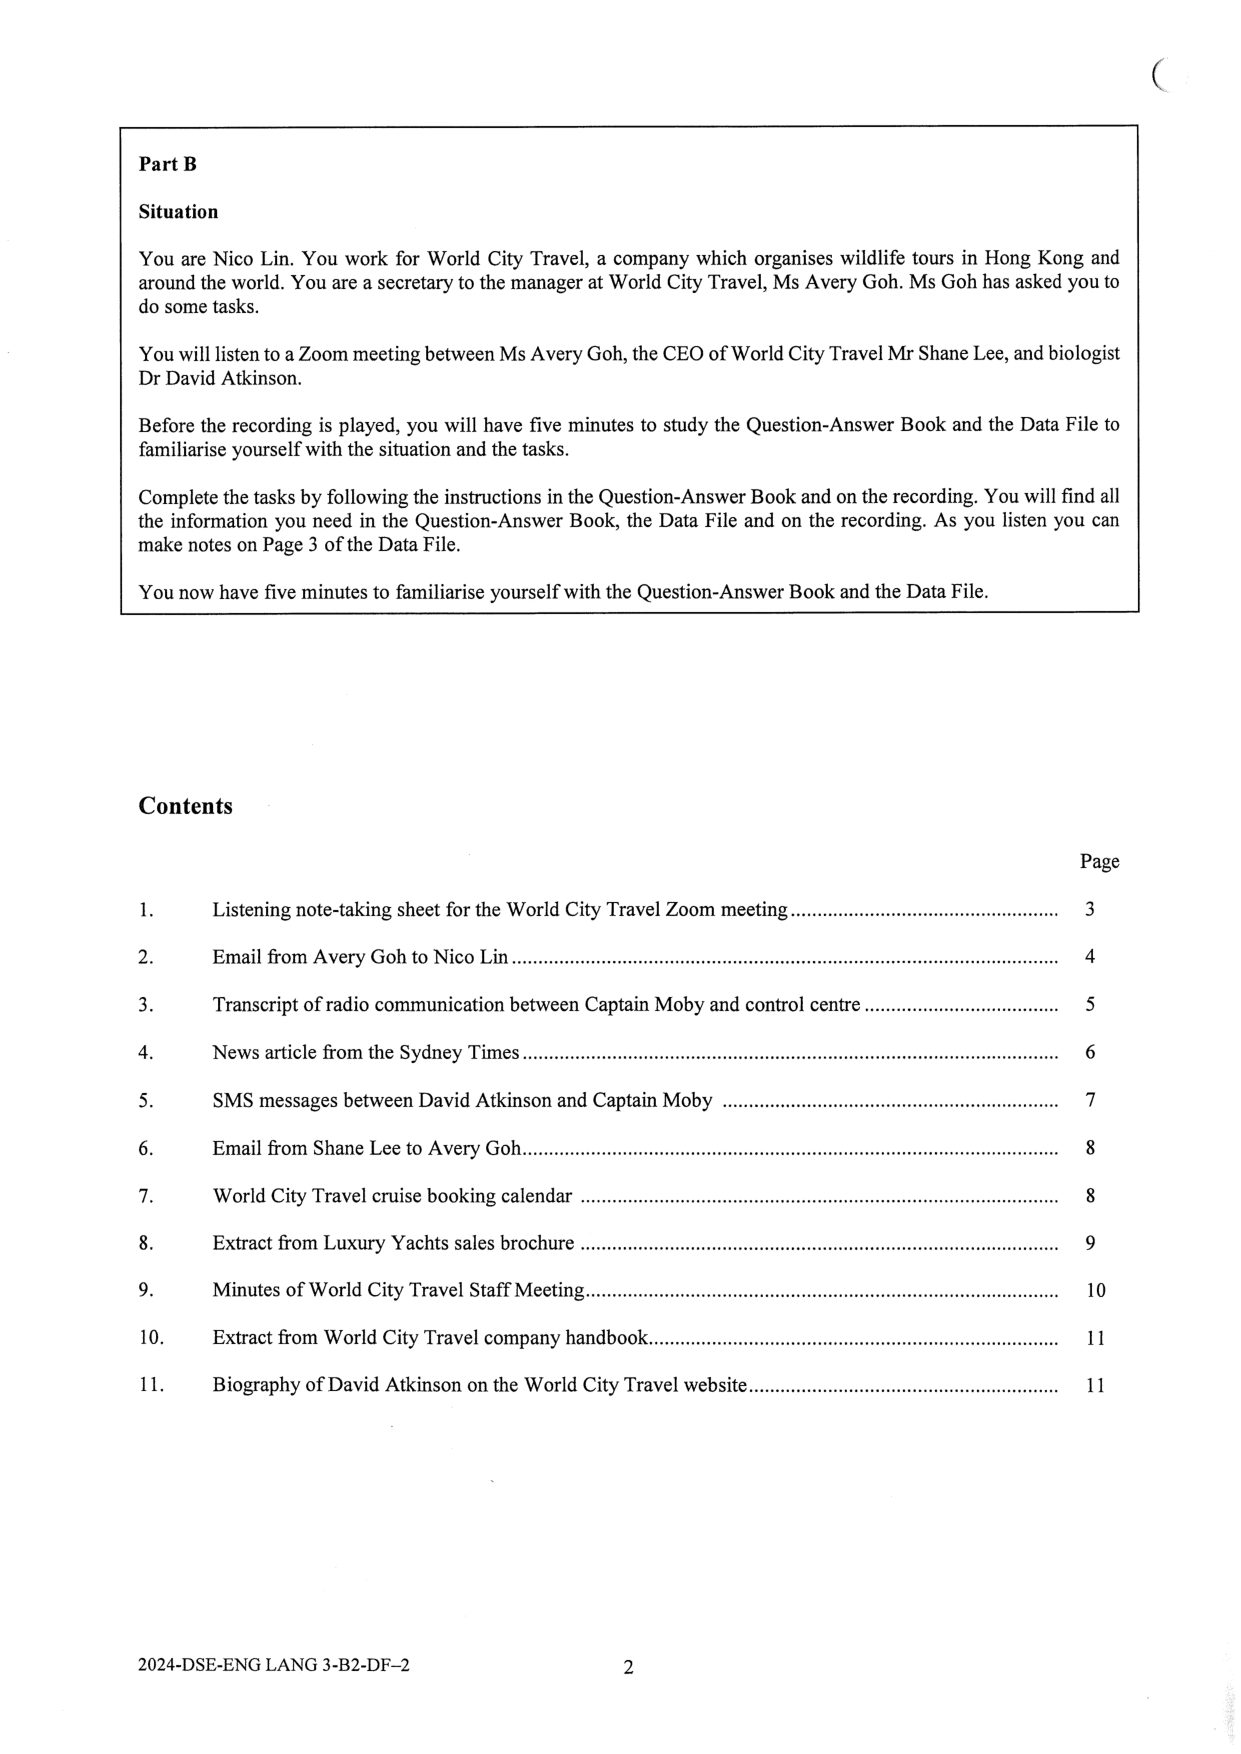 Part B
Situation
You are Nico Lin. You work for World City Travel, a company which organises wildlife tours in Hong Kong and
around the world. You are a secretary to the manager at World City Travel, Ms Avery Goh. Ms Goh has asked you to
do some tasks.
You will listen to a Zoom meeting between Ms Avery Goh, the CEO of World City Travel Mr Shane Lee, and biologist
Dr David Atkinson.
Before the recording is played, you will have five minutes to study the Question-Answer Book and the Data File to
familiarise yourself with the situation and the tasks.
Complete the tasks by following the instructions in the Question-Answer Book and on the recording. You will find all
the information you need in the Question-Answer Book, the Data File and on the recording. As you listen you can
make notes on Page 3 of the Data File.
You now have five minutes to familiarise yourself with the Question-Answer Book and the Data File.
Contents
Page
1. Listening note-taking sheet for the World City Travel Zoom meeting 3
2. Email from Avery Goh to Nico Lin 4
3. Transcript of radio communication between Captain Moby and control centre 5
4. News article from the Sydney Times 6
5. SMS messages between David Atkinson and Captain Moby 7
6. Email from Shane Lee to Avery Goh 8
7. World City Travel cruise booking calendar 8
8. Extract from Luxury Yachts sales brochure 9
9. Minutes of World City Travel Staff Meeting 10
10. Extract from World City Travel company handbook 11
11. Biography of David Atkinson on the World City Travel website 11
2024-DSE-ENG LANG 3-B2-DF–2
2